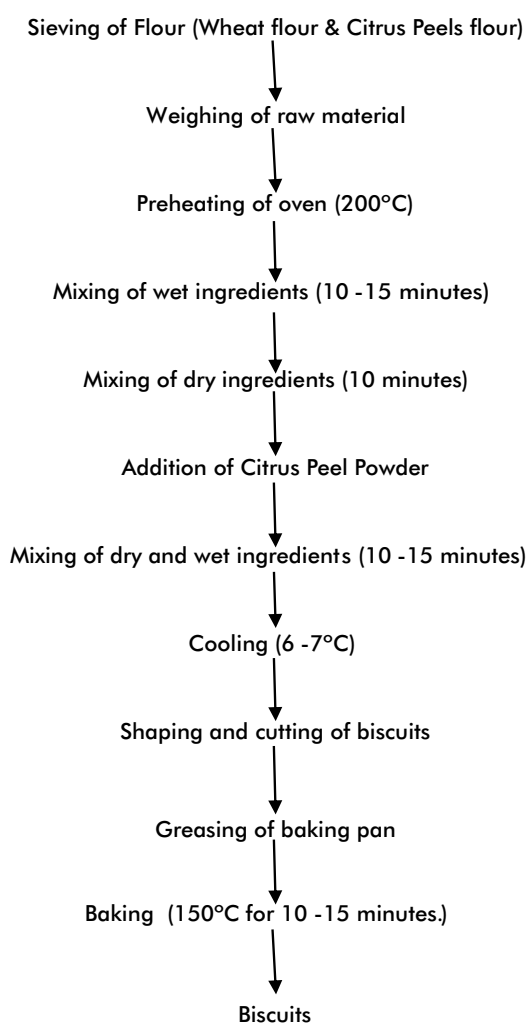 Sieving of Flour (Wheat flour & Citrus Peels flour)
Weighing of raw material
Preheating of oven (200ºC)
Mixing of wet ingredients (10 -15 minutes)
Mixing of dry ingredients (10 minutes)
Addition of Citrus Peel Powder
Mixing of dry and wet ingredients (10 -15 minutes)
Cooling (6 -7ºC)
Shaping and cutting of biscuits
Greasing of baking pan
Baking (150ºC for 10 -15 minutes.)
Biscuits